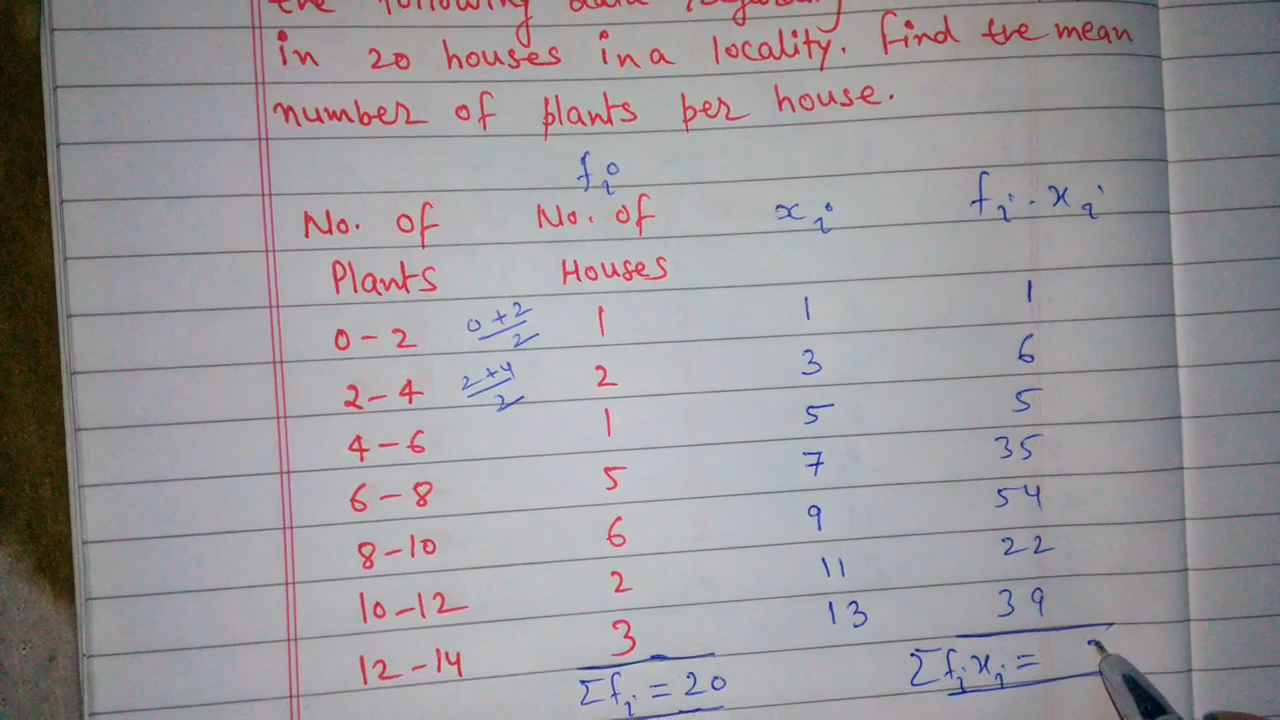 the following data
in 20 houses in a locality. Find the mean
number of plants per house.
fi
No. of No. of xi fi . xi
Plants Houses
0-2 0+2/2 1 1 1
2-4 2+4/2 2 3 6
4-6 1 5 5
6-8 5 7 35
8-10 6 9 54
10-12 2 11 22
12-14 3 13 39
Σfi = 20 Σfixi =